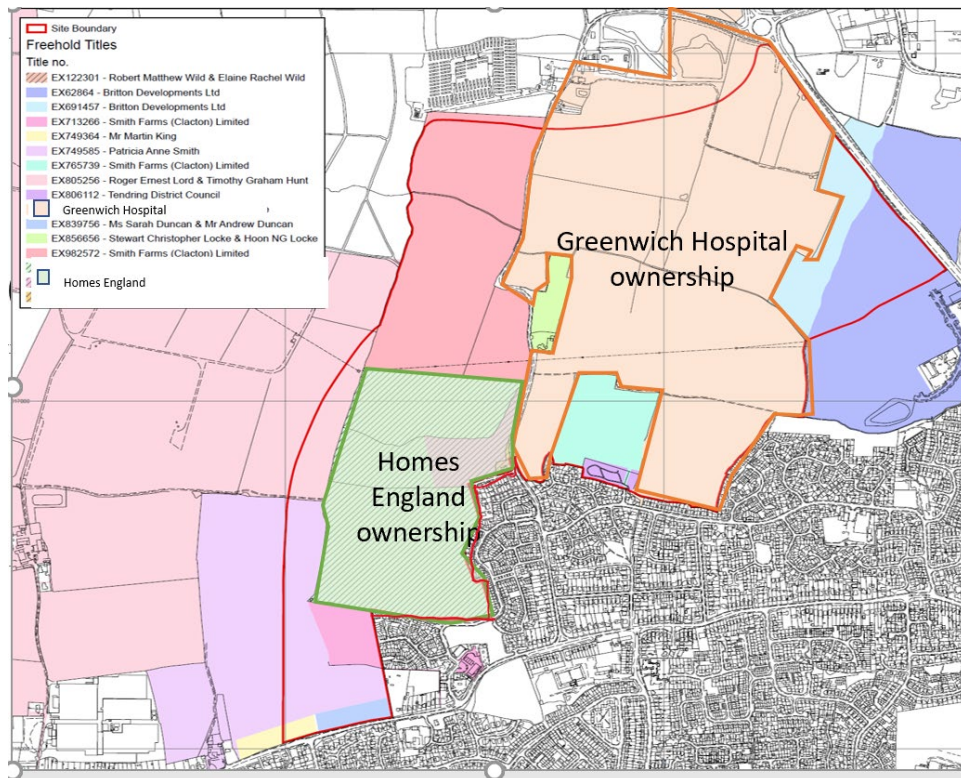 Site Boundary
Freehold Titles
Title no.
EX122301 - Robert Matthew Wild & Elaine Rachel Wild
EX62864 - Britton Developments Ltd
EX691457 - Britton Developments Ltd
EX713266 - Smith Farms (Clacton) Limited
EX749364 - Mr Martin King
EX749585 - Patricia Anne Smith
EX765739 - Smith Farms (Clacton) Limited
EX805256 - Roger Ernest Lord & Timothy Graham Hunt
EX806112 - Tendring District Council
Greenwich Hospital
EX839756 - Ms Sarah Duncan & Mr Andrew Duncan
EX856656 - Stewart Christopher Locke & Hoon NG Locke
EX982572 - Smith Farms (Clacton) Limited
Homes England
Greenwich Hospital
ownership
Homes
England
ownership